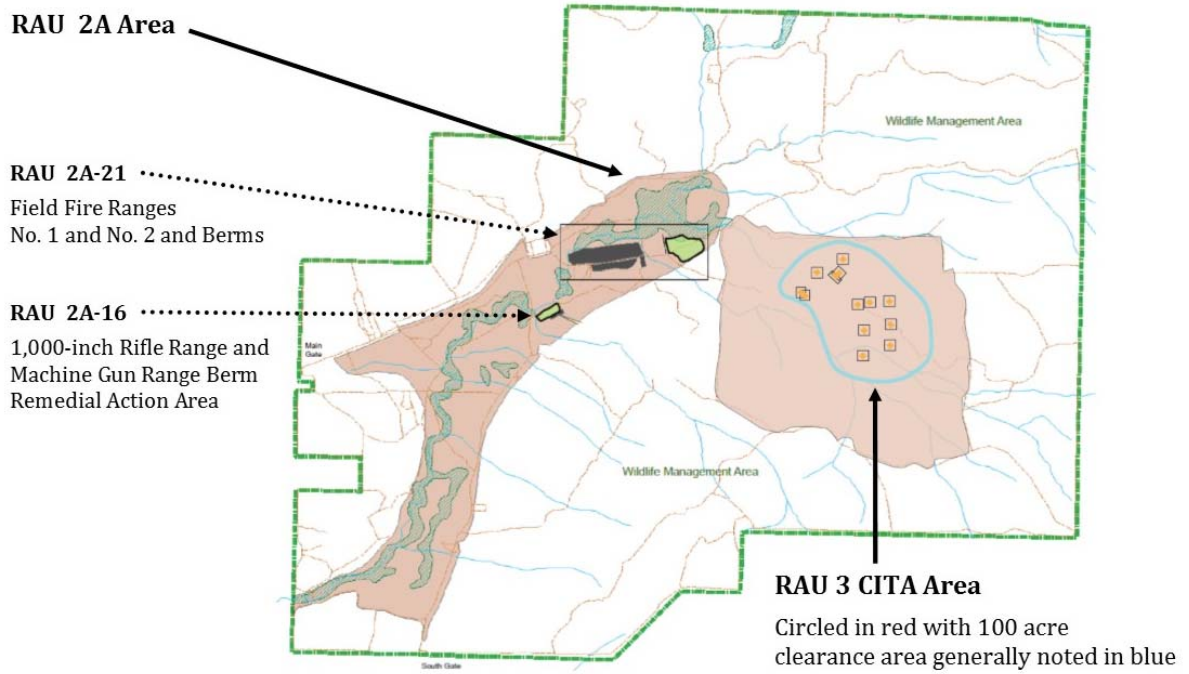 RAU 2A Area
Wildlife Management Area
RAU 2A-21
Field Fire Ranges
No. 1 and No. 2 and Berms
RAU 2A-16
1,000-inch Rifle Range and
Machine Gun Range Berm
Remedial Action Area
Main
Gate
Wildlife Management Area
RAU 3 CITA Area
Circled in red with 100 acre
clearance area generally noted in blue
South Gate